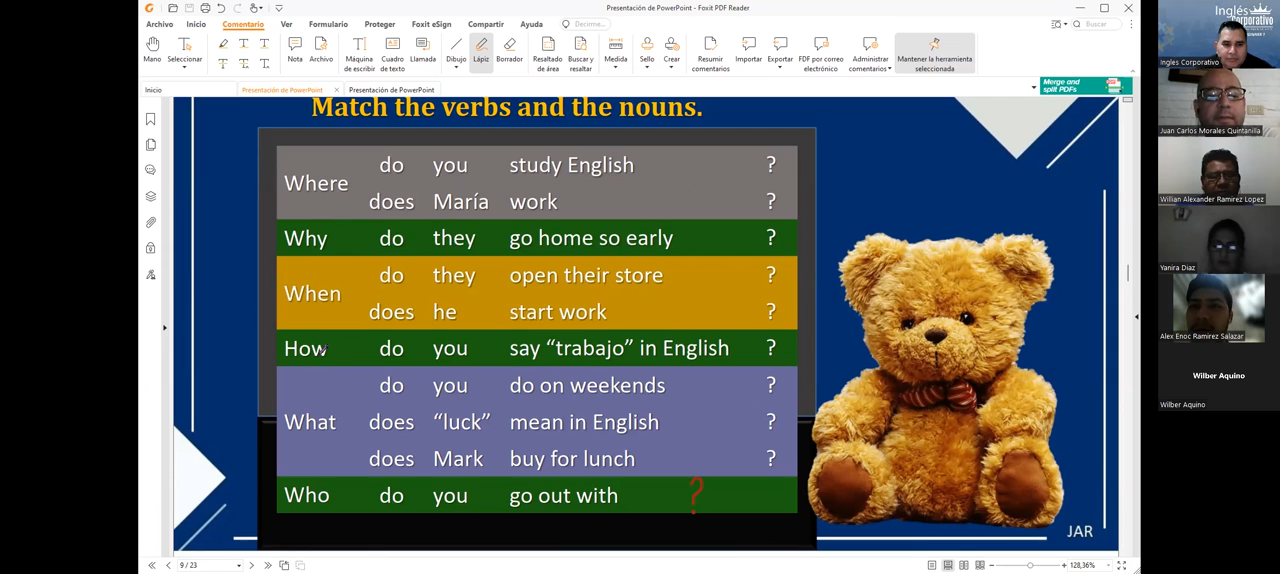 Presentación de PowerPoint - Foxit PDF Reader
Archivo Inicio Comentario Ver Formulario Proteger Foxit eSign Compartir Ayuda Decirme... Buscar
Mano Seleccionar Nota Archivo Máquina de escribir Cuadro de texto Llamada Dibujo Lápiz Borrador Resaltado de área Buscar y resaltar Medida Sello Crear Resumir comentarios Importar Exportar PDF por correo electrónico Administrar comentarios Mantener la herramienta seleccionada
Inicio Presentación de PowerPoint × Presentación de PowerPoint
Merge and split PDFs
Match the verbs and the nouns.
Where do you study English ?
does María work ?
Why do they go home so early ?
When do they open their store ?
does he start work ?
How do you say “trabajo” in English ?
What do you do on weekends ?
does “luck” mean in English ?
does Mark buy for lunch ?
Who do you go out with ?
JAR
9 / 23
128,36%
Inglés
Corporativo
Ingles Corporativo
Juan Carlos Morales Quintanilla
Willian Alexander Ramirez Lopez
Yanira Diaz
Alex Enoc Ramirez Salazar
Wilber Aquino
Wilber Aquino